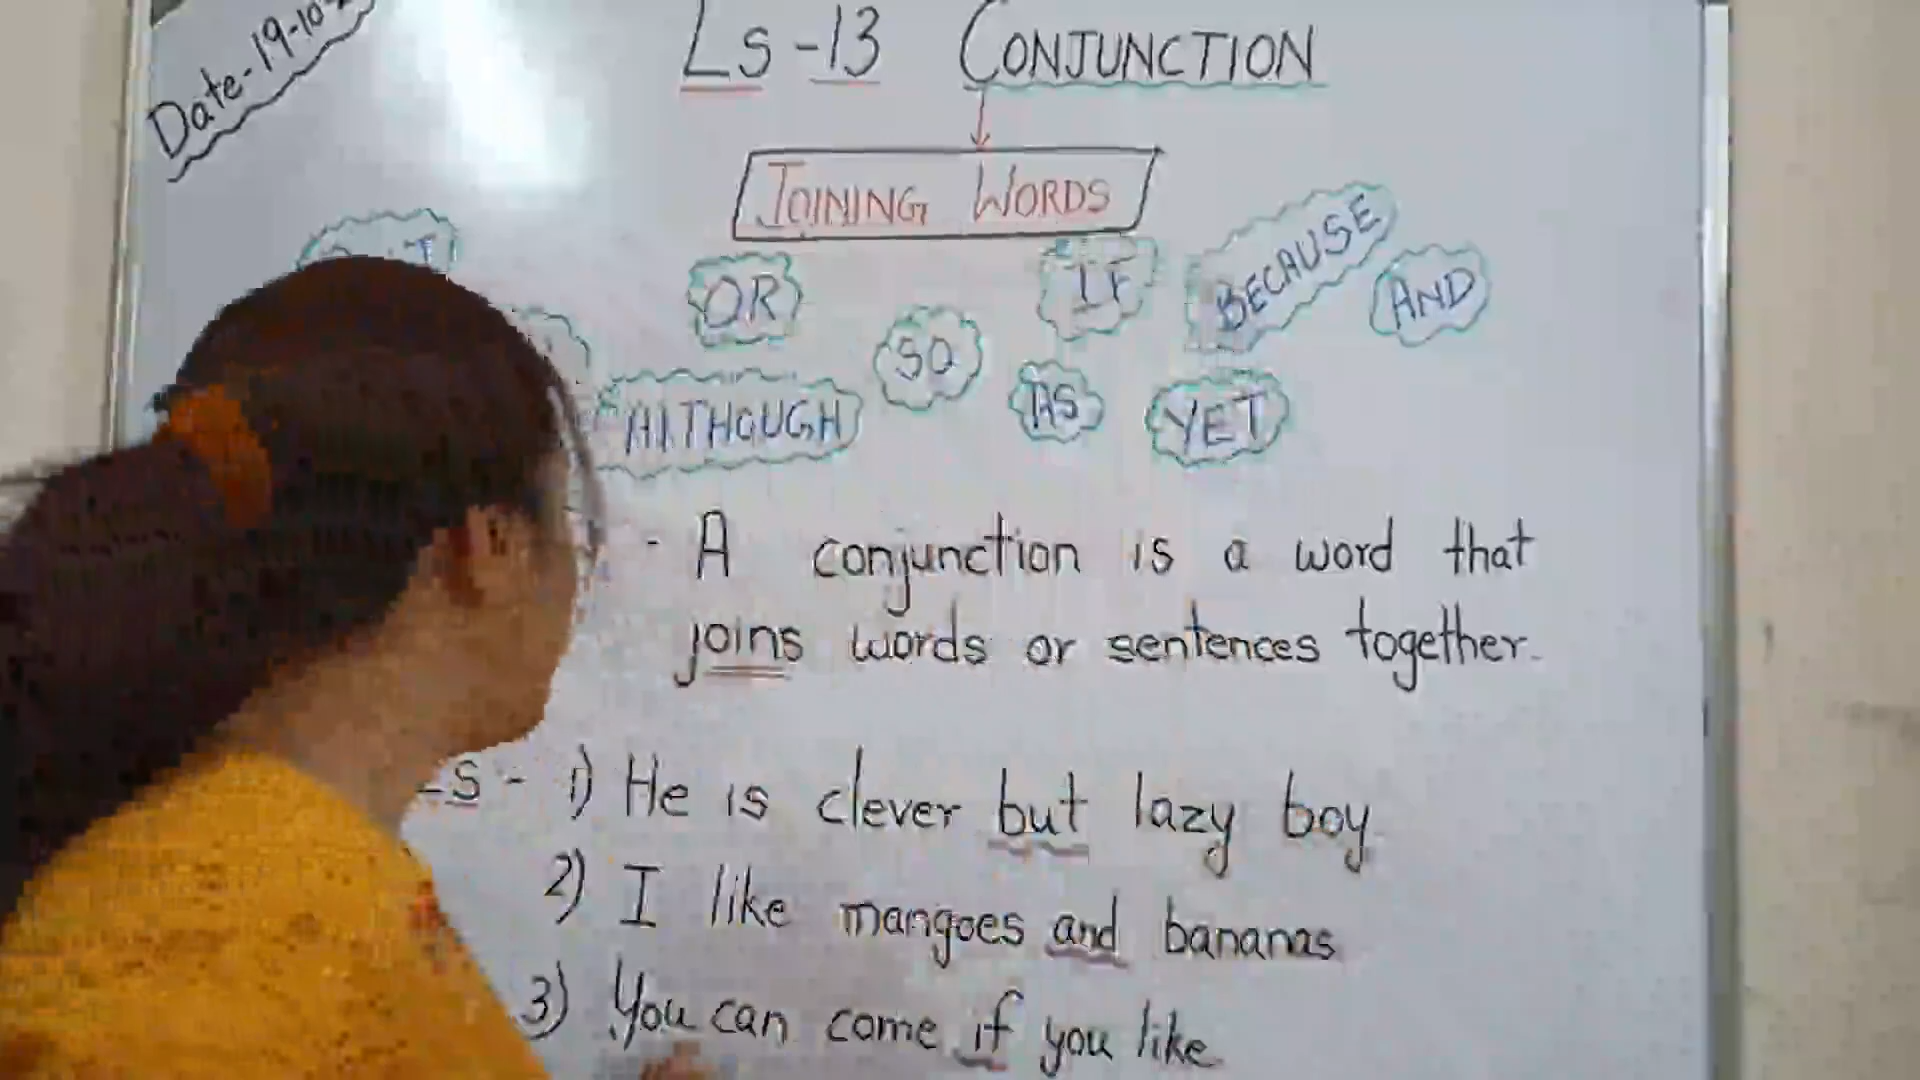 Date-19-10-
Ls-13 CONJUNCTION
JOINING WORDS
OR
IF
BECAUSE
AND
SO
ALTHOUGH
AS
YET
- A conjunction is a word that
joins words or sentences together.
1) He is clever but lazy boy
2) I like mangoes and bananas
3) You can come if you like